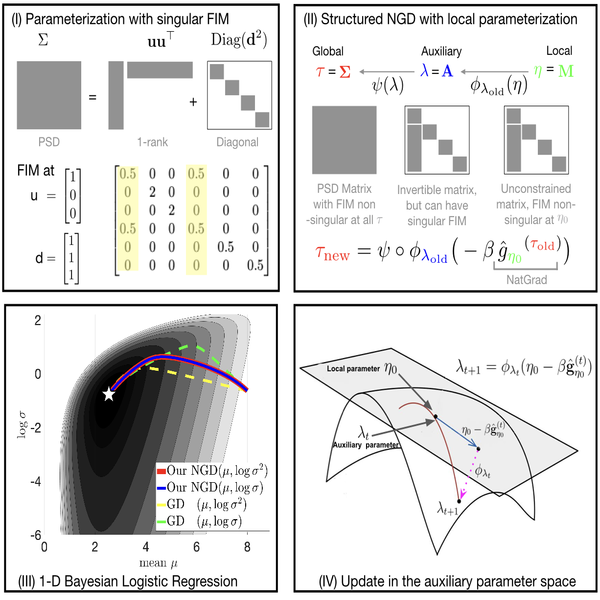 (I) Parameterization with singular FIM
Σ uu⊤ Diag(d²)
= +
PSD 1-rank Diagonal
FIM at
u = [1 0 0]
d = [1 1 1]
0.5 0 0 0.5 0 0
0 2 0 0 0 0
0 0 2 0 0 0
0.5 0 0 0.5 0 0
0 0 0 0 0.5 0
0 0 0 0 0 0.5
(II) Structured NGD with local parameterization
Global Auxiliary Local
τ = Σ λ = A η = M
ψ(λ) ϕλold(η)
PSD Matrix with FIM non-singular at all τ
Invertible matrix, but can have singular FIM
Unconstrained matrix, FIM non-singular at η₀
τnew = ψ ∘ ϕλold(−β ĝη₀(τold))
NatGrad
2
0
-2
-4
-6
log σ
0 2 4 6 8
mean μ
Our NGD(μ, log σ²)
Our NGD(μ, log σ)
GD (μ, log σ²)
GD (μ, log σ)
(III) 1-D Bayesian Logistic Regression
λt+1 = ϕλt(η₀ − βĝη₀(t))
Local parameter η₀
η₀ − βĝη₀(t)
λt
Auxiliary parameter
ϕλt
λt+1
(IV) Update in the auxiliary parameter space